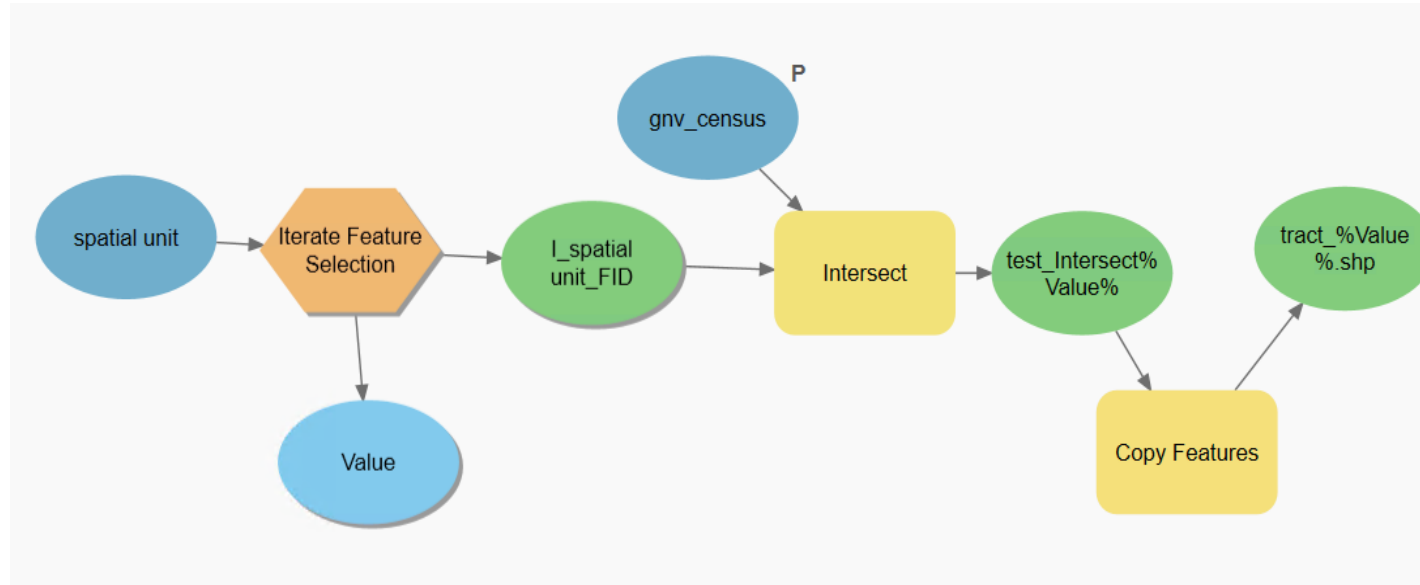 P
gnv_census
spatial unit
Iterate Feature
Selection
I_spatial
unit_FID
Intersect
test_Intersect%
Value%
tract_%Value
%.shp
Value
Copy Features